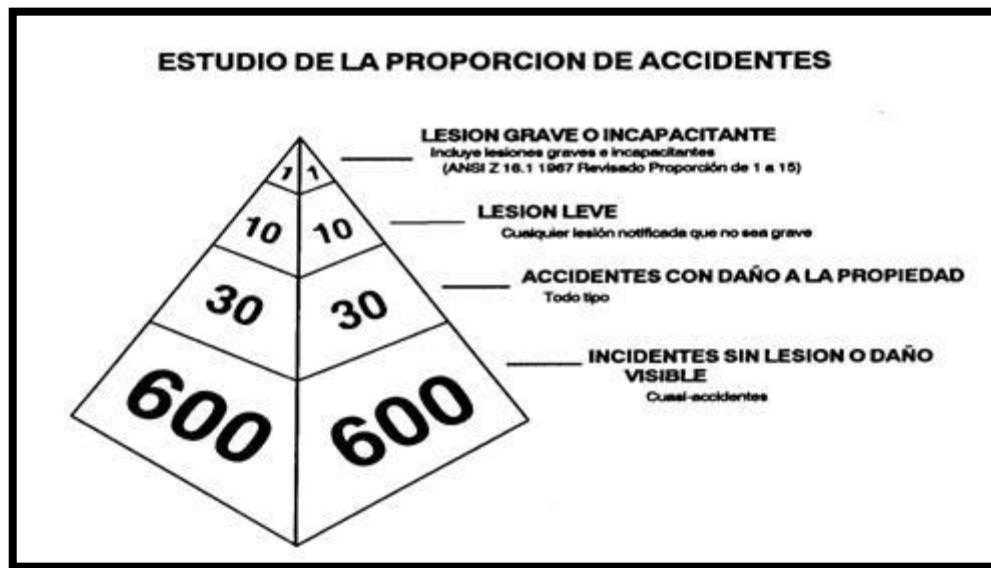 ESTUDIO DE LA PROPORCION DE ACCIDENTES
1 1
LESION GRAVE O INCAPACITANTE
Incluye lesiones graves e incapacitantes
(ANSI Z 16.1 1967 Revisado Proporción de 1 a 15)
10 10
LESION LEVE
Cualquier lesión notificada que no sea grave
30 30
ACCIDENTES CON DAÑO A LA PROPIEDAD
Todo tipo
600 600
INCIDENTES SIN LESION O DAÑO
VISIBLE
Cuasi-accidentes